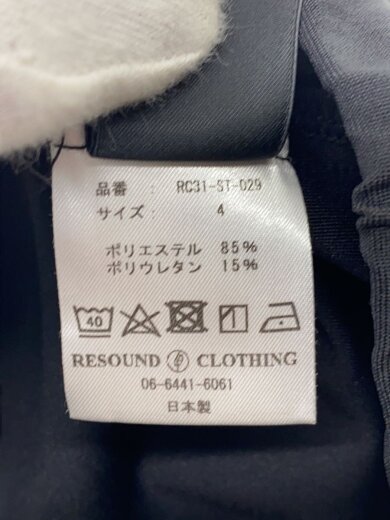 品番 : RC31-ST-029
サイズ: 4
ポリエステル 85%
ポリウレタン 15%
40
RESOUND CLOTHING
06-6441-6061
日本製